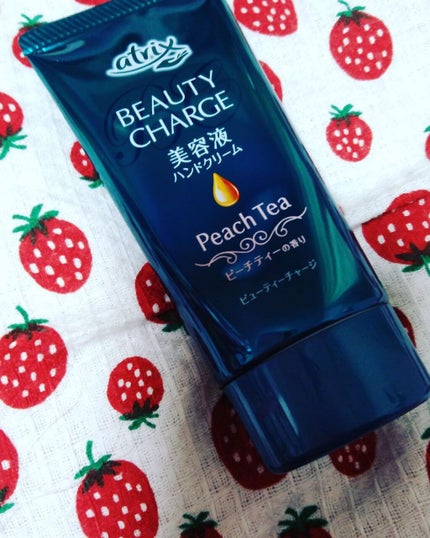 atrix
BEAUTY
CHARGE
美容液
ハンドクリーム
Peach Tea
ピーチティーの香り
ビューティーチャージ